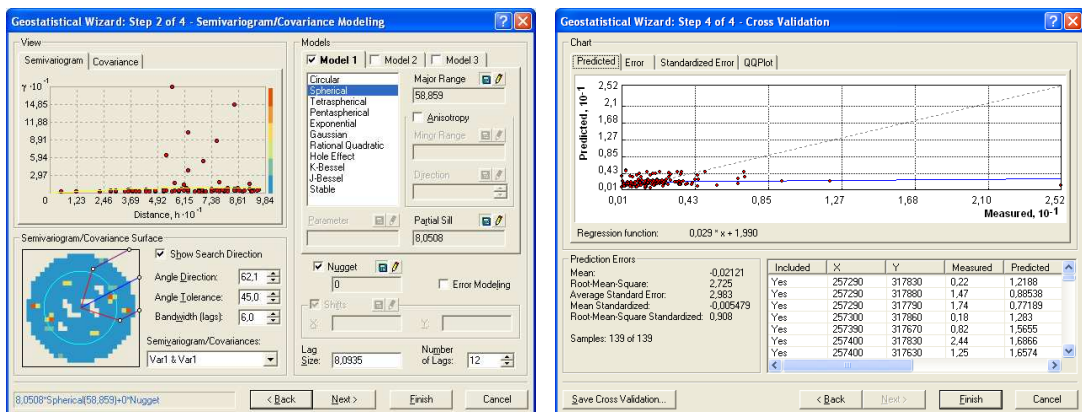 Geostatistical Wizard: Step 2 of 4 - Semivariogram/Covariance Modeling
View
Semivariogram
Covariance
γ ·10⁻¹
14,85
11,88
8,91
5,94
2,97
0 1,23 2,46 3,69 4,92 6,15 7,38 8,61 9,84
Distance, h ·10⁻¹
Semivariogram/Covariance Surface
Show Search Direction
Angle Direction: 62,1
Angle Tolerance: 45,0
Bandwidth (lags): 6,0
Semivariogram/Covariances:
Var1 & Var1
Models
Model 1
Model 2
Model 3
Circular
Spherical
Tetraspherical
Pentaspherical
Exponential
Gaussian
Rational Quadratic
Hole Effect
K-Bessel
J-Bessel
Stable
Major Range
58,859
Anisotropy
Minor Range
Direction
Parameter
Partial Sill
8,0508
Nugget
0
Error Modeling
Shifts
X:
Y:
Lag Size: 8,0935
Number of Lags: 12
8,0508*Spherical(58,859)+0*Nugget
< Back
Next >
Finish
Cancel
Geostatistical Wizard: Step 4 of 4 - Cross Validation
Chart
Predicted
Error
Standardized Error
QQPlot
Predicted, 10⁻¹
2,52
2,1
1,68
1,27
0,85
0,43
0,01
0,01 0,43 0,85 1,27 1,68 2,10 2,52
Measured, 10⁻¹
Regression function: 0,029 * x + 1,990
Prediction Errors
Mean: -0,02121
Root-Mean-Square: 2,725
Average Standard Error: 2,983
Mean Standardized: -0,005479
Root-Mean-Square Standardized: 0,908
Samples: 139 of 139
Included X Y Measured Predicted
Yes 257290 317830 0,22 1,2188
Yes 257290 317880 1,47 0,88538
Yes 257290 317790 1,74 0,77189
Yes 257300 317860 0,18 1,283
Yes 257390 317670 0,82 1,5655
Yes 257400 317830 2,44 1,6866
Yes 257400 317630 1,25 1,6574
Save Cross Validation...
< Back
Next >
Finish
Cancel